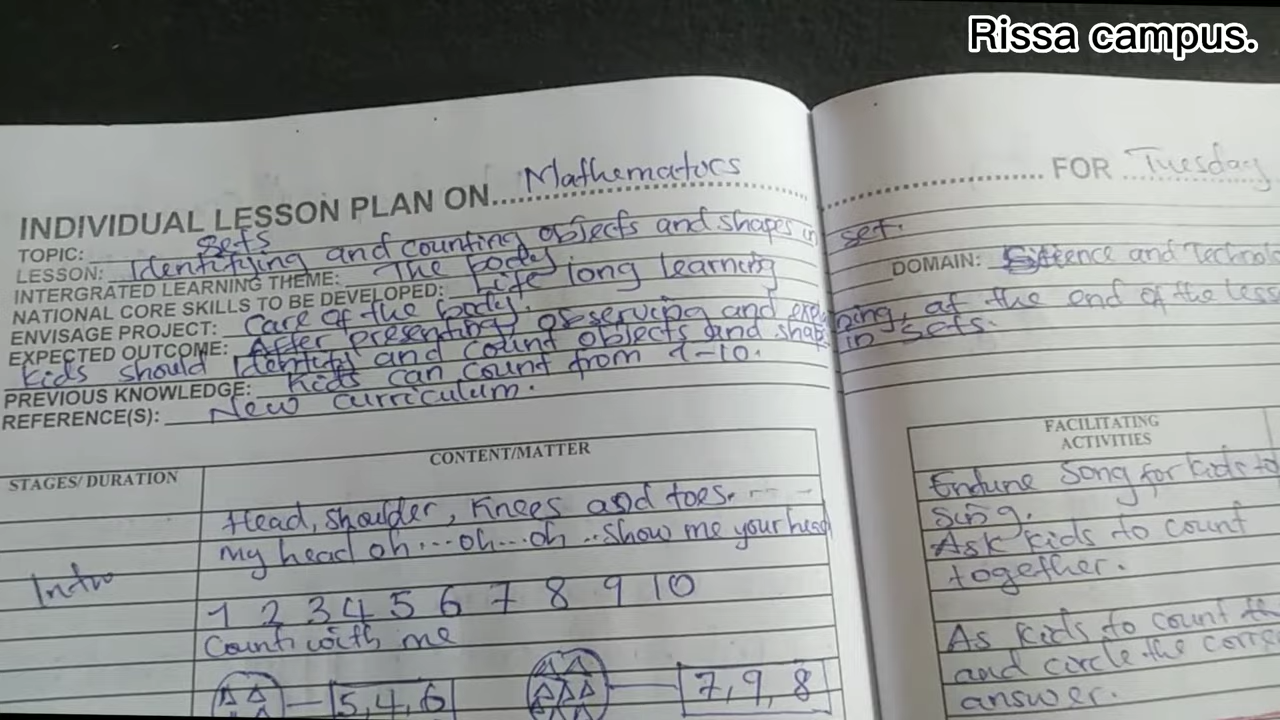 Rissa campus.
INDIVIDUAL LESSON PLAN ON Mathematics FOR Tuesday
TOPIC: Sets
LESSON: Identifying and counting objects and shapes in set.
INTERGRATED LEARNING THEME: The body DOMAIN: Science and Technolo
NATIONAL CORE SKILLS TO BE DEVELOPED: Life long learning
ENVISAGE PROJECT: Care of the body.
EXPECTED OUTCOME: After presenting, observing and at the end of the less
kids should Identify and count objects and in sets.
PREVIOUS KNOWLEDGE: Kids can count from 1-10.
REFERENCE(S): New curriculum.
STAGES/ DURATION
CONTENT/MATTER
Head, shoulder, Knees and toes.
my head oh...oh...oh..show me your head
Intro
1 2 3 4 5 6 7 8 9 10
Count with me
5,4,6
7,9,8
FACILITATING
ACTIVITIES
Endune Song for kids to
sing.
Ask kids to count
together.
As kids to count the
and circle the corre
answer.